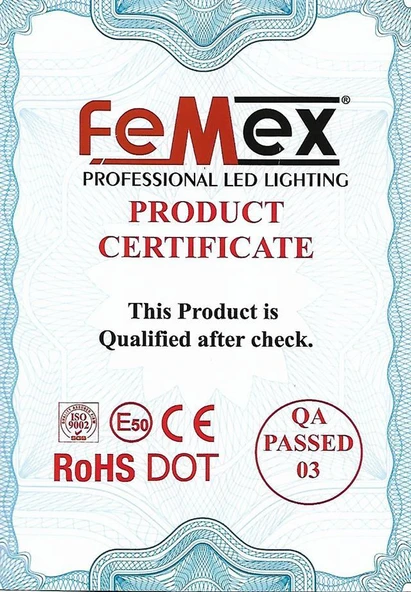 FeMex®
PROFESSIONAL LED LIGHTING
PRODUCT
CERTIFICATE
This Product is
Qualified after check.
ISO
9002
SGS
E50
CE
RoHS DOT
QA
PASSED
03